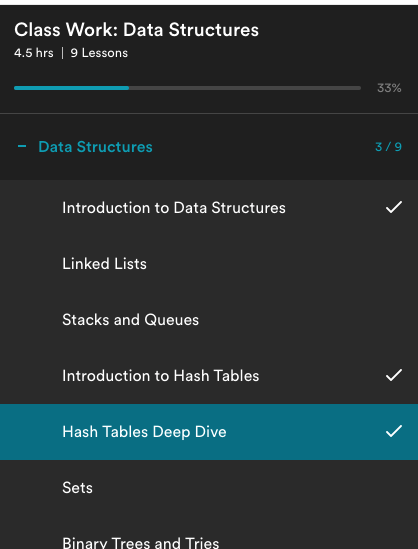 Class Work: Data Structures
4.5 hrs | 9 Lessons
33%
− Data Structures 3 / 9
Introduction to Data Structures
Linked Lists
Stacks and Queues
Introduction to Hash Tables
Hash Tables Deep Dive
Sets
Binary Trees and Tries